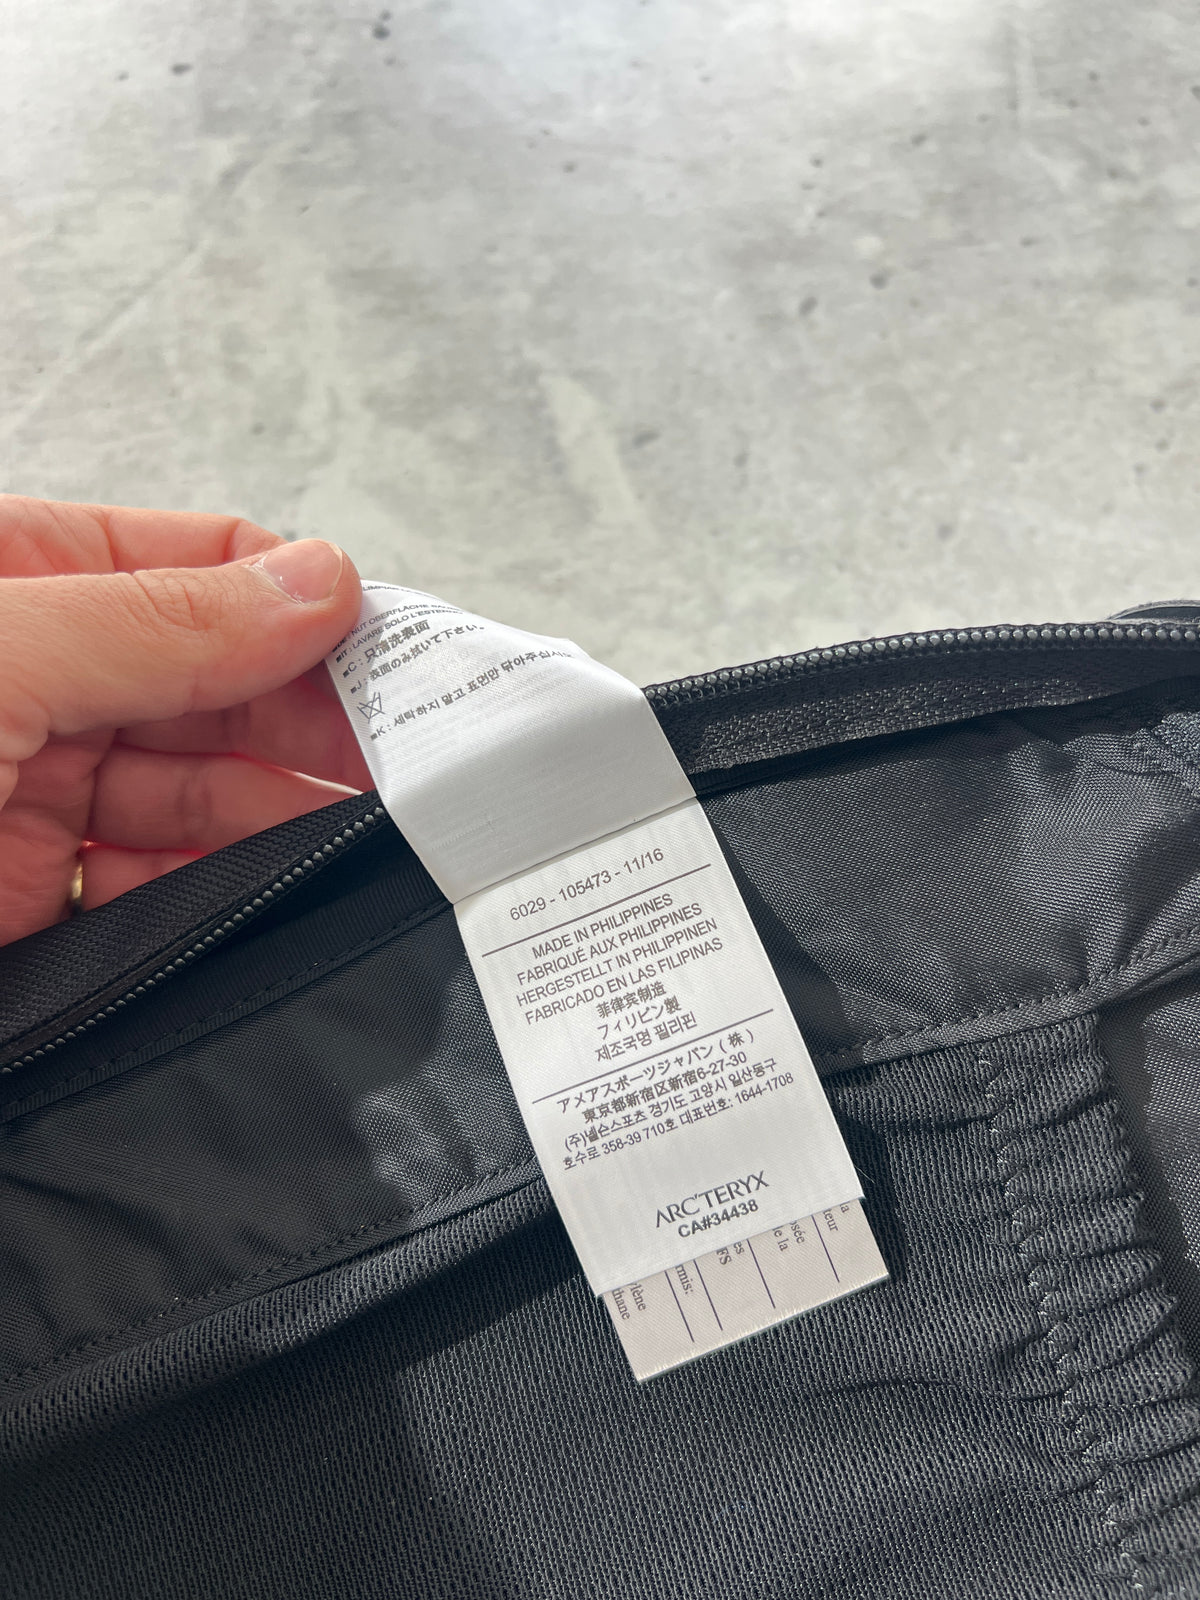 NUT OBERFLÄCHE
■IT: LAVARE SOLO L'ESTERNO
■C: 只清洗表面
■J: 表面のみ拭いて下さい。
■K: 세탁하지 말고 표면만 닦아주십시오
6029 - 105473 - 11/16
MADE IN PHILIPPINES
FABRIQUÉ AUX PHILIPPINES
HERGESTELLT IN PHILIPPINEN
FABRICADO EN LAS FILIPINAS
菲律宾制造
フィリピン製
제조국명 필리핀
アメアスポーツジャパン（株）
東京都新宿区新宿6-27-30
(주)넬슨스포츠 경기도 고양시 일산동구
호수로 358-39 710호 대표번호: 1644-1708
ARC'TERYX
CA#34438